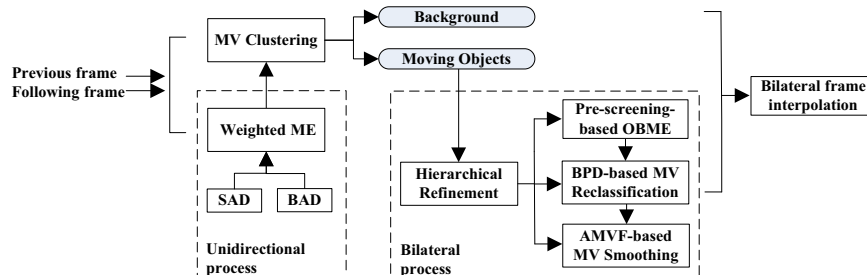 Previous frame
Following frame
MV Clustering
Background
Moving Objects
Weighted ME
SAD
BAD
Unidirectional
process
Hierarchical
Refinement
Pre-screening-
based OBME
BPD-based MV
Reclassification
AMVF-based
MV Smoothing
Bilateral
process
Bilateral frame
interpolation